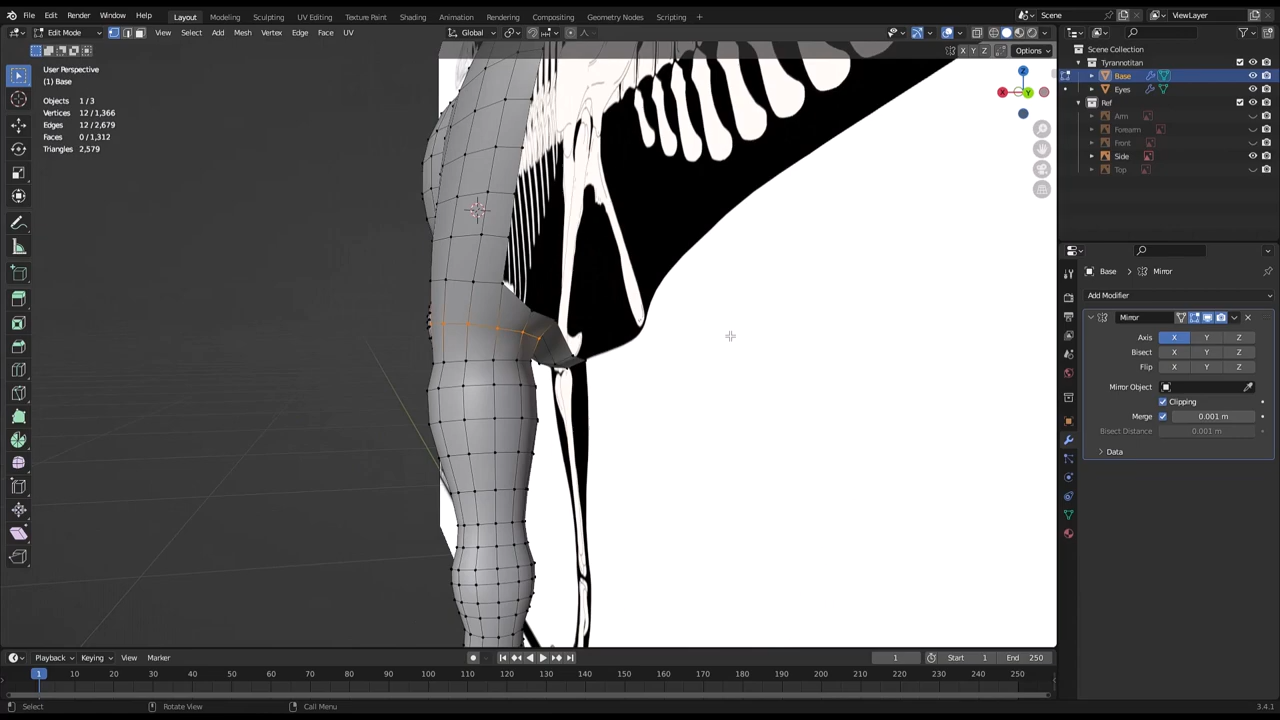 File Edit Render Window Help Layout Modeling Sculpting UV Editing Texture Paint Shading Animation Rendering Compositing Geometry Nodes Scripting + Scene ViewLayer
Edit Mode View Select Add Mesh Vertex Edge Face UV Global
X Y Z Options
User Perspective
(1) Base
Objects 1 / 3
Vertices 12 / 1,366
Edges 12 / 2,679
Faces 0 / 1,312
Triangles 2,579
Z
X Y
Scene Collection
Tyrannotitan
Base
Eyes
Ref
Arm
Forearm
Front
Side
Top
Base > Mirror
Add Modifier
Mirror
Axis X Y Z
Bisect X Y Z
Flip X Y Z
Mirror Object
Clipping
Merge 0.001 m
Bisect Distance 0.001 m
Data
Playback Keying View Marker 1 Start 1 End 250
1 10 20 30 40 50 60 70 80 90 100 110 120 130 140 150 160 170 180 190 200 210 220 230 240 250
Select Rotate View Call Menu 3.4.1